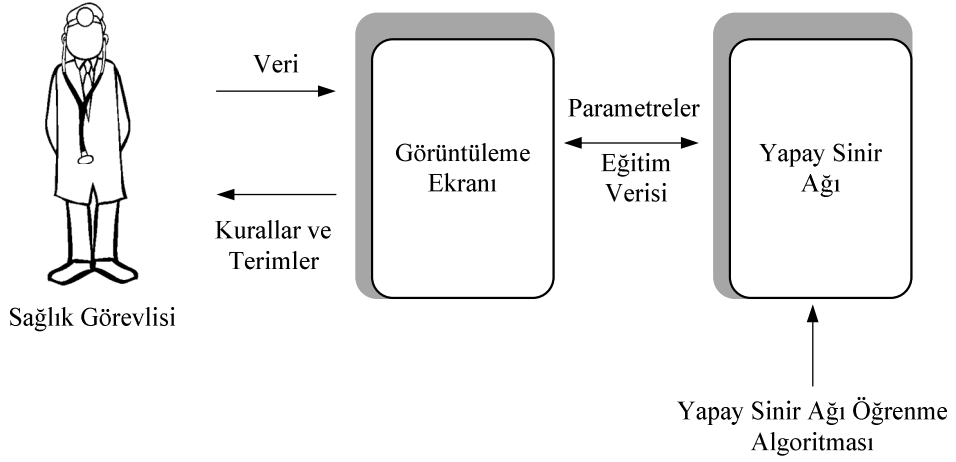 Veri
Kurallar ve
Terimler
Sağlık Görevlisi
Görüntüleme
Ekranı
Parametreler
Eğitim
Verisi
Yapay Sinir
Ağı
Yapay Sinir Ağı Öğrenme
Algoritması